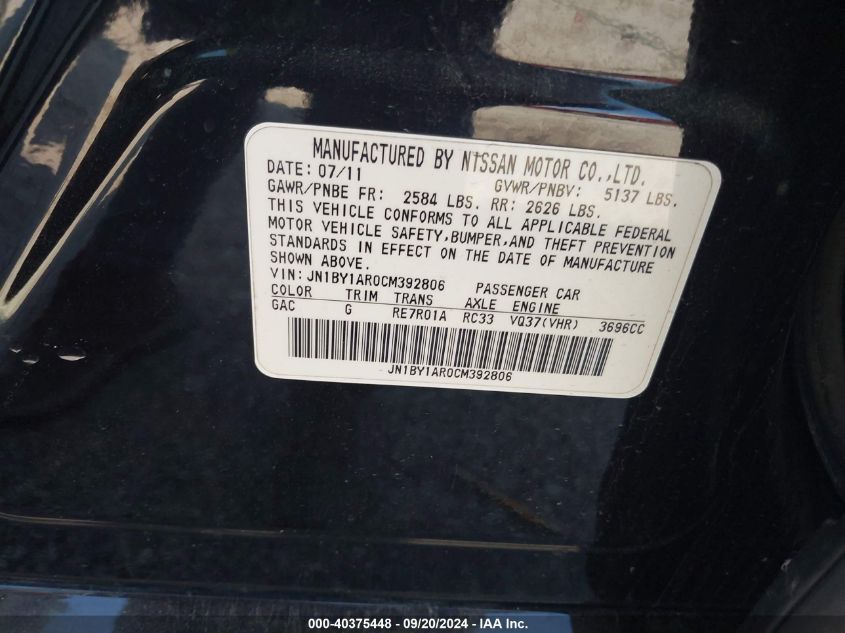 MANUFACTURED BY NISSAN MOTOR CO.,LTD.
DATE: 07/11 GVWR/PNBV: 5137 LBS.
GAWR/PNBE FR: 2584 LBS. RR: 2626 LBS.
THIS VEHICLE CONFORMS TO ALL APPLICABLE FEDERAL
MOTOR VEHICLE SAFETY,BUMPER,AND THEFT PREVENTION
STANDARDS IN EFFECT ON THE DATE OF MANUFACTURE
SHOWN ABOVE.
VIN: JN1BY1AR0CM392806 PASSENGER CAR
COLOR TRIM TRANS AXLE ENGINE
GAC G RE7R01A RC33 VQ37(VHR) 3696CC
JN1BY1AR0CM392806
000-40375448 - 09/20/2024 - IAA Inc.